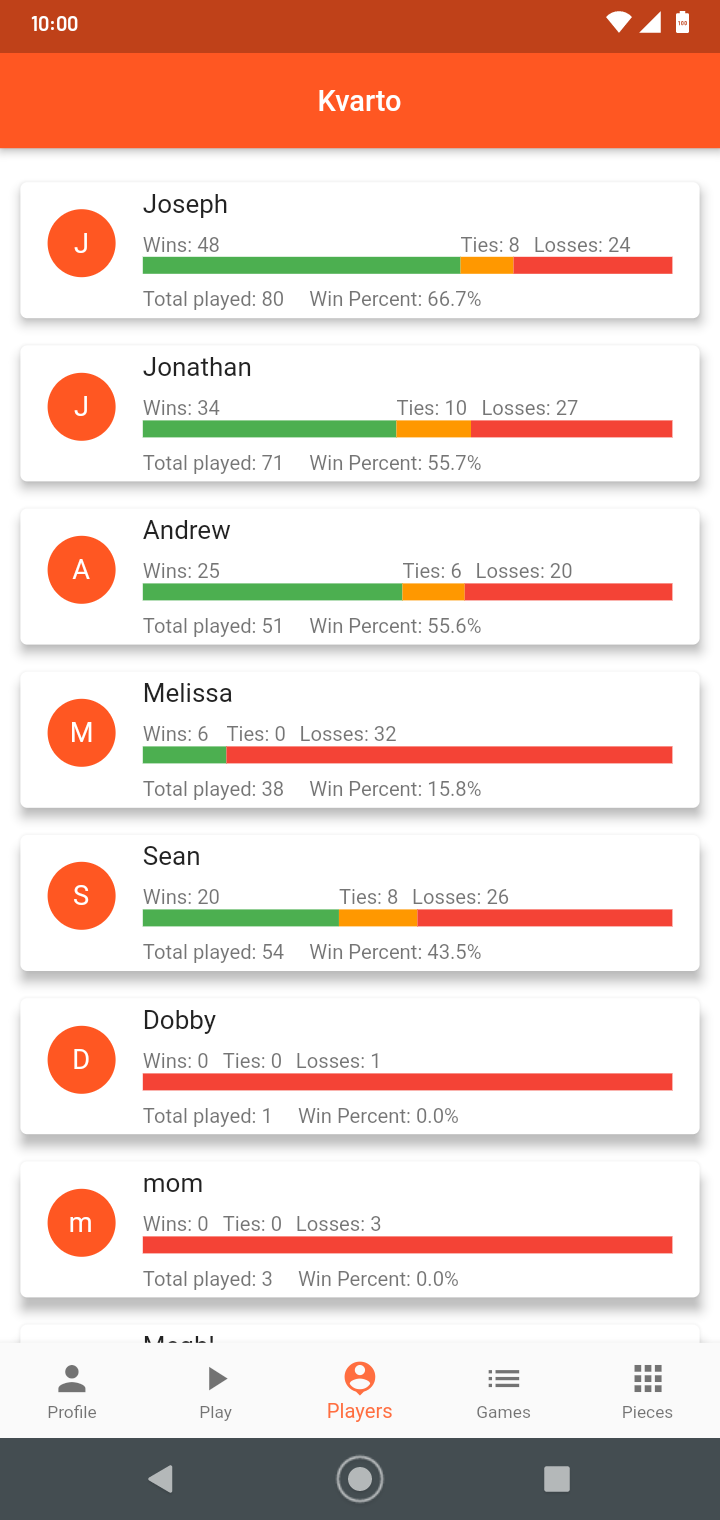 10:00
100
Kvarto
J
Joseph
Wins: 48 Ties: 8 Losses: 24
Total played: 80 Win Percent: 66.7%
J
Jonathan
Wins: 34 Ties: 10 Losses: 27
Total played: 71 Win Percent: 55.7%
A
Andrew
Wins: 25 Ties: 6 Losses: 20
Total played: 51 Win Percent: 55.6%
M
Melissa
Wins: 6 Ties: 0 Losses: 32
Total played: 38 Win Percent: 15.8%
S
Sean
Wins: 20 Ties: 8 Losses: 26
Total played: 54 Win Percent: 43.5%
D
Dobby
Wins: 0 Ties: 0 Losses: 1
Total played: 1 Win Percent: 0.0%
m
mom
Wins: 0 Ties: 0 Losses: 3
Total played: 3 Win Percent: 0.0%
Profile Play Players Games Pieces